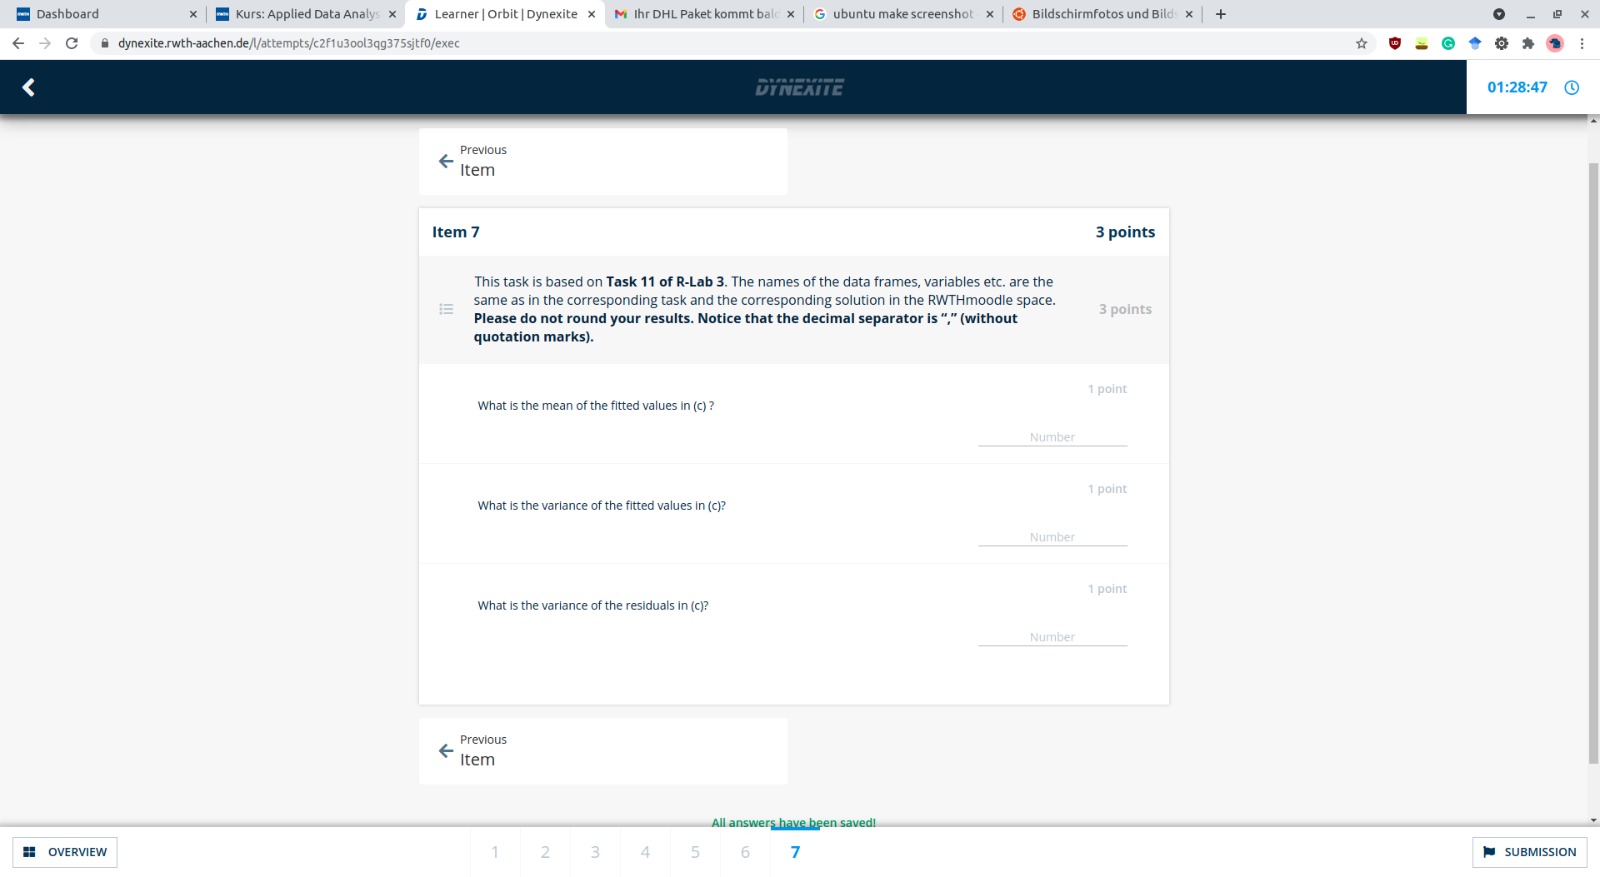 Dashboard
Kurs: Applied Data Analys
Learner | Orbit | Dynexite
Ihr DHL Paket kommt bald
ubuntu make screenshot
Bildschirmfotos und Bilds
dynexite.rwth-aachen.de/l/attempts/c2f1u3ool3qg375sjtf0/exec
DYNEXITE
01:28:47
Previous
Item
Item 7
3 points
This task is based on Task 11 of R-Lab 3. The names of the data frames, variables etc. are the
same as in the corresponding task and the corresponding solution in the RWTHmoodle space.
Please do not round your results. Notice that the decimal separator is “,” (without
quotation marks).
3 points
1 point
What is the mean of the fitted values in (c) ?
Number
1 point
What is the variance of the fitted values in (c)?
Number
1 point
What is the variance of the residuals in (c)?
Number
Previous
Item
All answers have been saved!
OVERVIEW
1 2 3 4 5 6 7
SUBMISSION